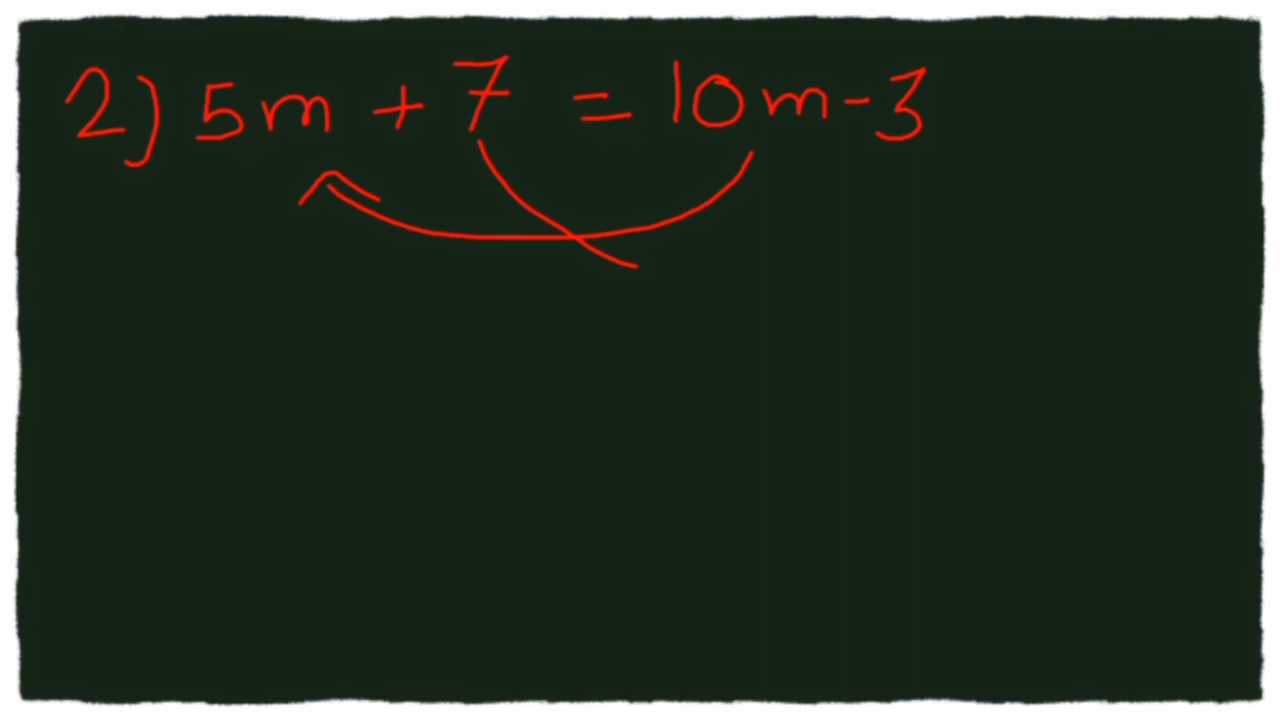 2) 5m + 7 = 10m - 3